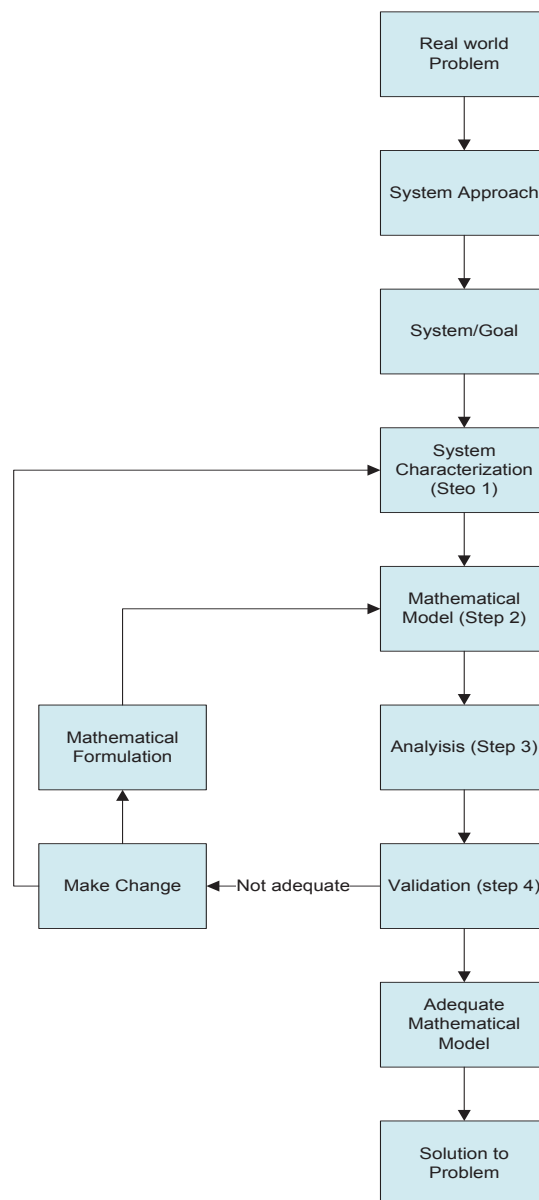 Real world
Problem
System Approach
System/Goal
System
Characterization
(Steo 1)
Mathematical
Model (Step 2)
Mathematical
Formulation
Analyisis (Step 3)
Make Change
Not adequate
Validation (step 4)
Adequate
Mathematical
Model
Solution to
Problem